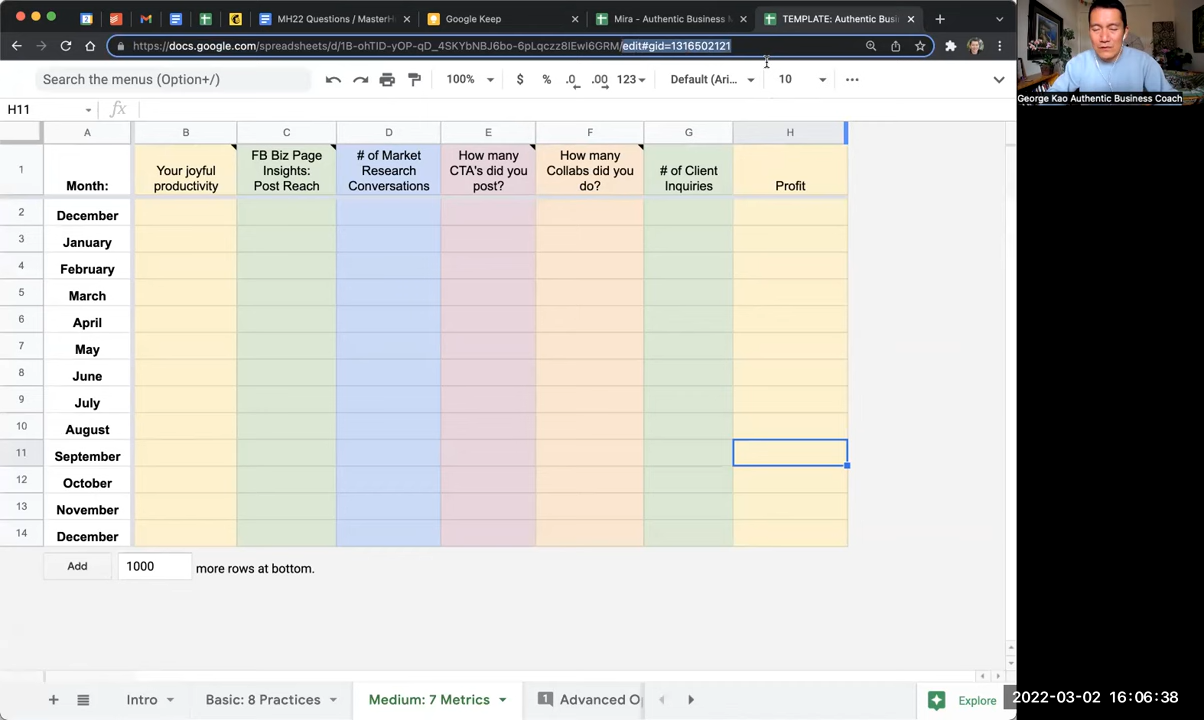 MH22 Questions / MasterH
Google Keep
Mira - Authentic Business M
TEMPLATE: Authentic Busi
https://docs.google.com/spreadsheets/d/1B-ohTID-yOP-qD_4SKYbNBJ6bo-6pLqczz8IEwI6GRM/edit#gid=1316502121
George Kao Authentic Business Coach
Search the menus (Option+/)
100%
$
%
.0
.00
123
Default (Ari...
10
H11
fx
A
B
C
D
E
F
G
H
1
Month:
Your joyful
productivity
FB Biz Page
Insights:
Post Reach
# of Market
Research
Conversations
How many
CTA's did you
post?
How many
Collabs did you
do?
# of Client
Inquiries
Profit
2 December
3 January
4 February
5 March
6 April
7 May
8 June
9 July
10 August
11 September
12 October
13 November
14 December
Add 1000 more rows at bottom.
Intro
Basic: 8 Practices
Medium: 7 Metrics
1 Advanced O
Explore
2022-03-02 16:06:38